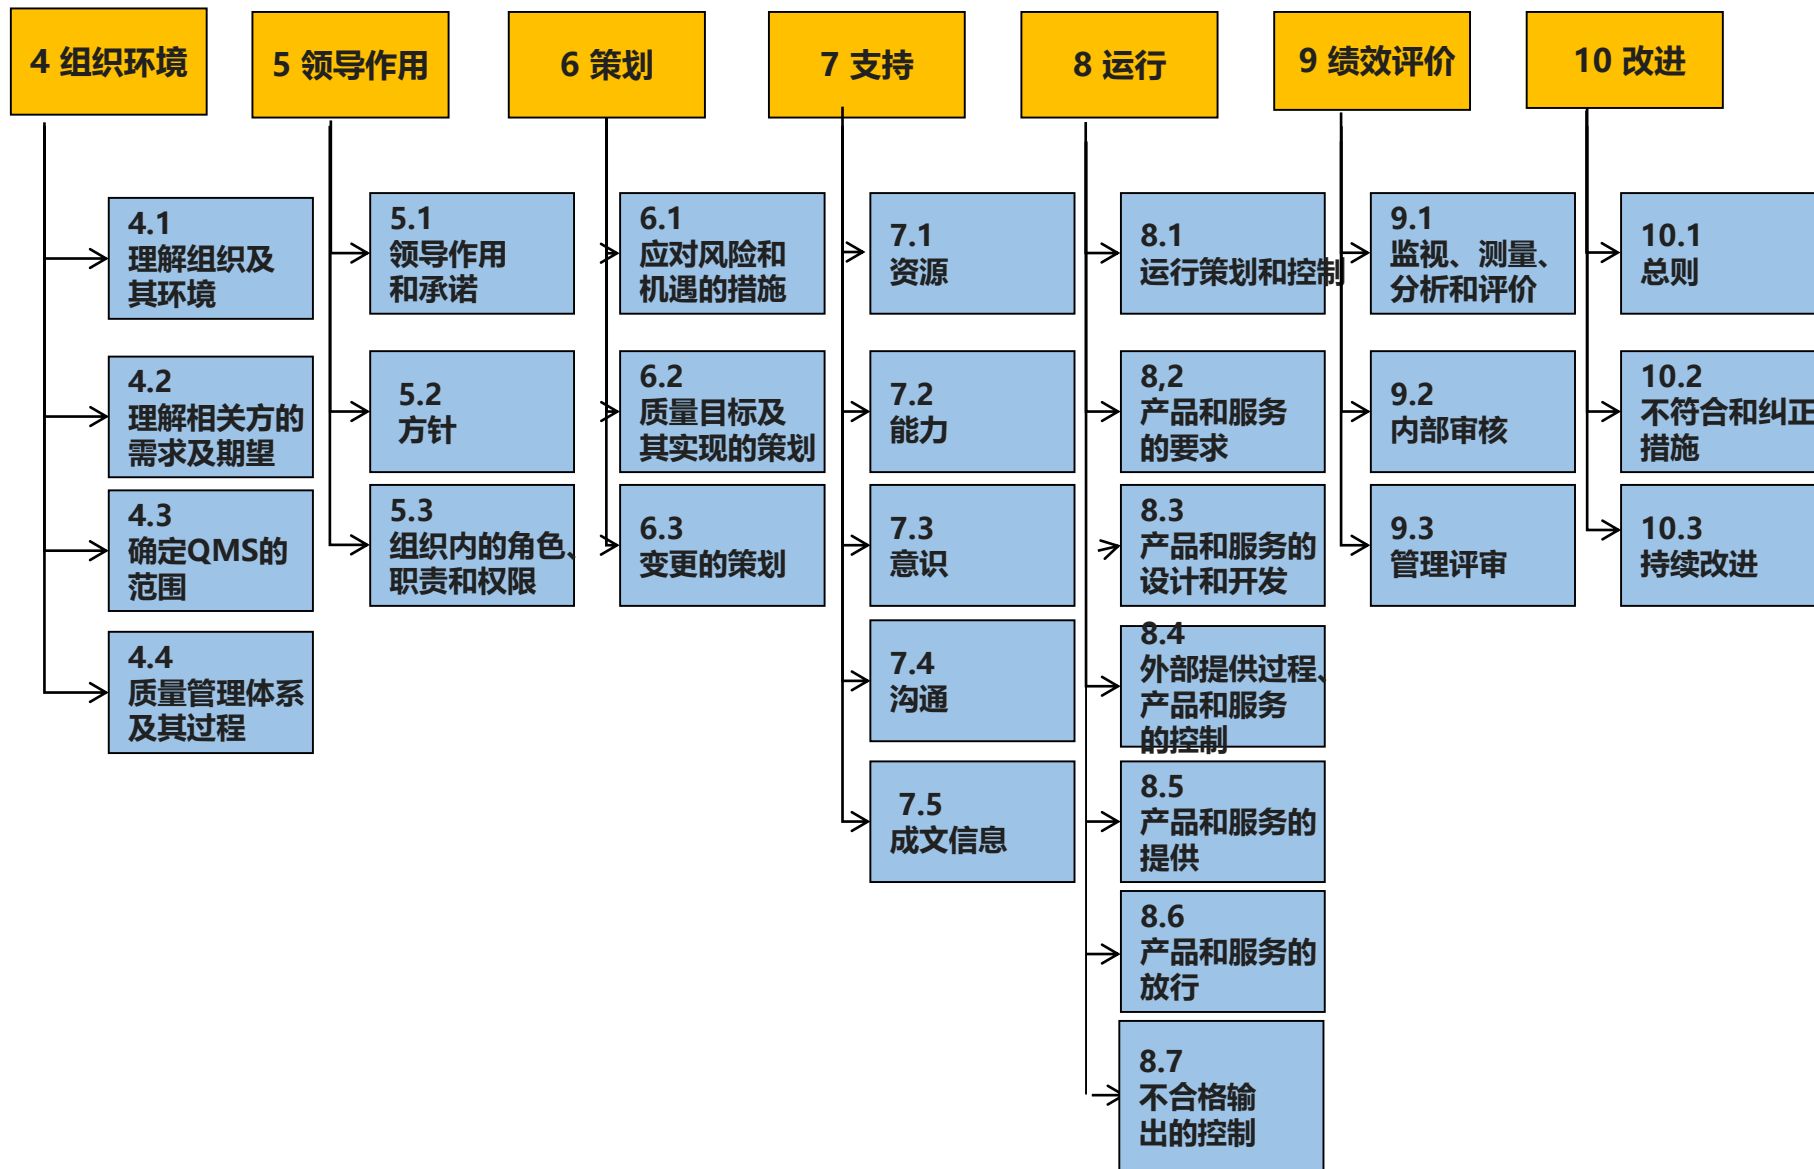 4 组织环境
5 领导作用
6 策划
7 支持
8 运行
9 绩效评价
10 改进
4.1
理解组织及
其环境
4.2
理解相关方的
需求及期望
4.3
确定QMS的
范围
4.4
质量管理体系
及其过程
5.1
领导作用
和承诺
5.2
方针
5.3
组织内的角色、
职责和权限
6.1
应对风险和
机遇的措施
6.2
质量目标及
其实现的策划
6.3
变更的策划
7.1
资源
7.2
能力
7.3
意识
7.4
沟通
7.5
成文信息
8.1
运行策划和控制
8,2
产品和服务
的要求
8.3
产品和服务的
设计和开发
8.4
外部提供过程、
产品和服务
的控制
8.5
产品和服务的
提供
8.6
产品和服务的
放行
8.7
不合格输
出的控制
9.1
监视、测量、
分析和评价
9.2
内部审核
9.3
管理评审
10.1
总则
10.2
不符合和纠正
措施
10.3
持续改进